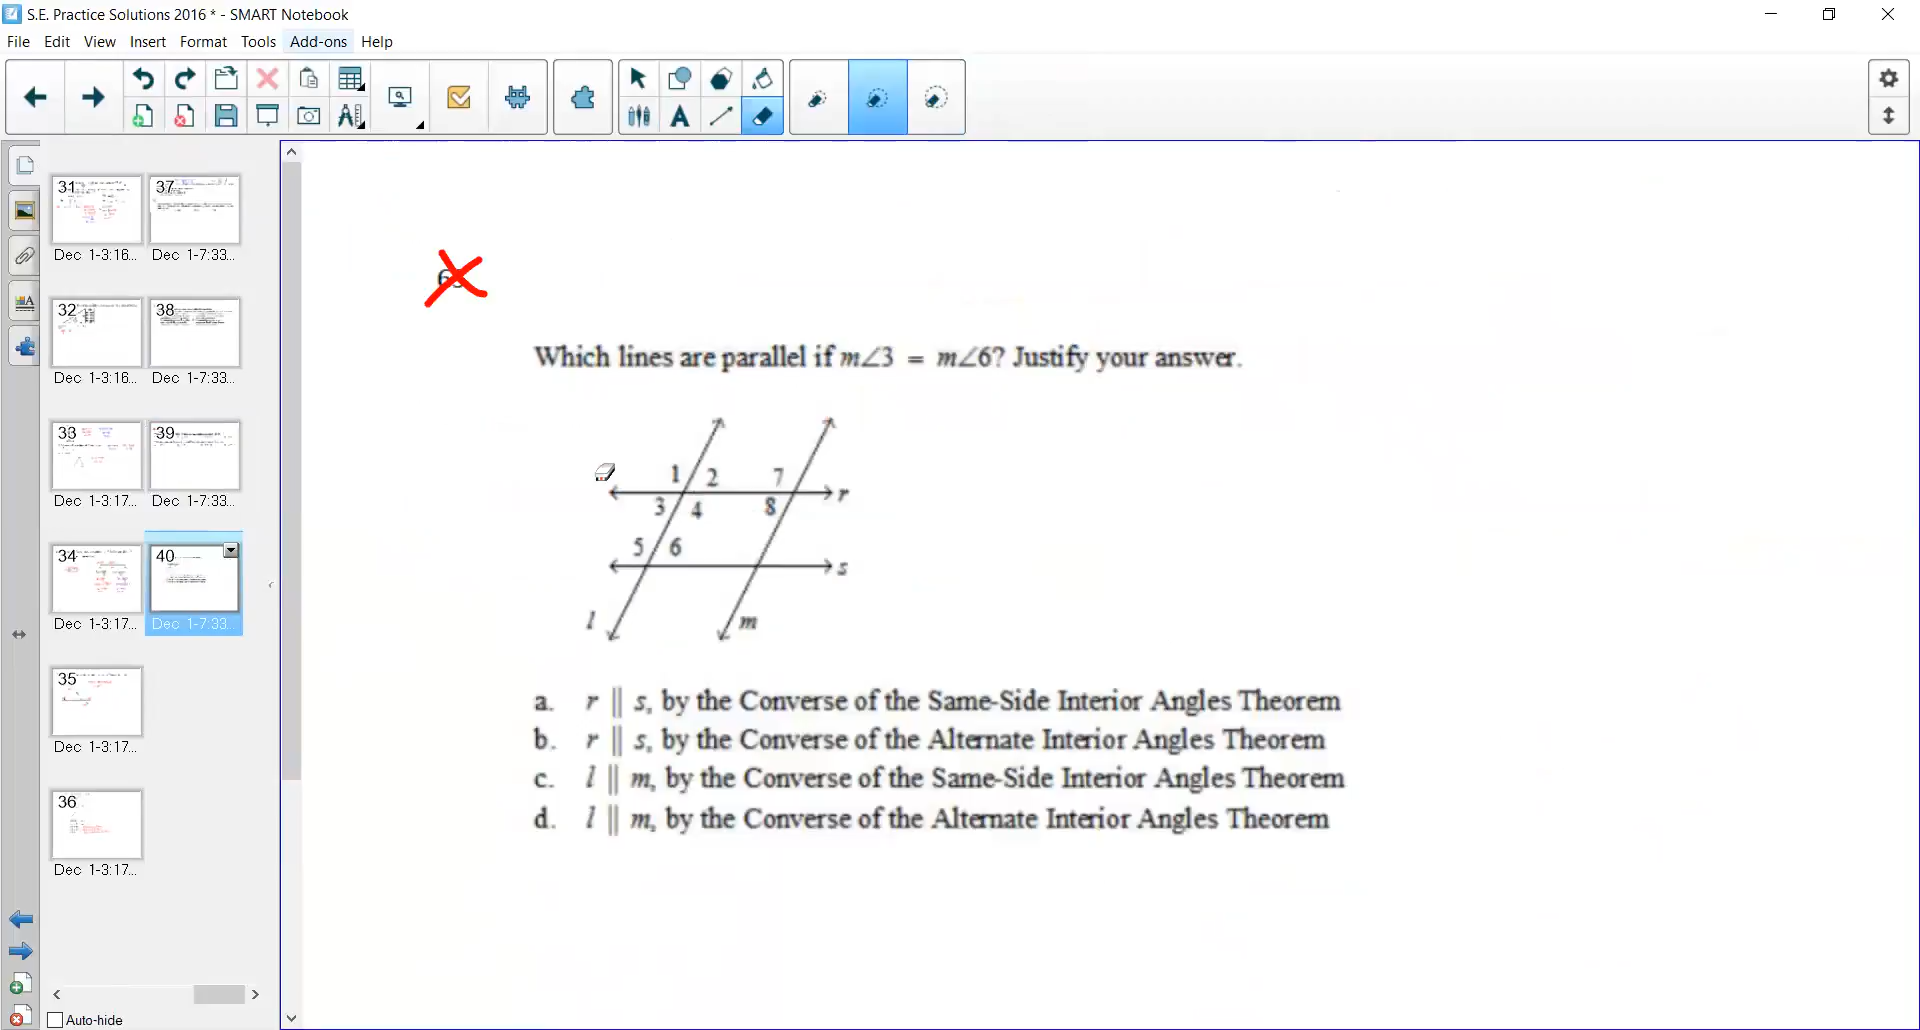 S.E. Practice Solutions 2016 * - SMART Notebook
File Edit View Insert Format Tools Add-ons Help
31 37
Dec 1-3:16... Dec 1-7:33...
32 38
Dec 1-3:16... Dec 1-7:33...
33 39
Dec 1-3:17... Dec 1-7:33...
34 40
Dec 1-3:17... Dec 1-7:33...
35
Dec 1-3:17...
36
Dec 1-3:17...
Auto-hide
Which lines are parallel if m∠3 = m∠6? Justify your answer.
1 2 7
r
3 4 8
5 6
s
l m
a. r || s, by the Converse of the Same-Side Interior Angles Theorem
b. r || s, by the Converse of the Alternate Interior Angles Theorem
c. l || m, by the Converse of the Same-Side Interior Angles Theorem
d. l || m, by the Converse of the Alternate Interior Angles Theorem